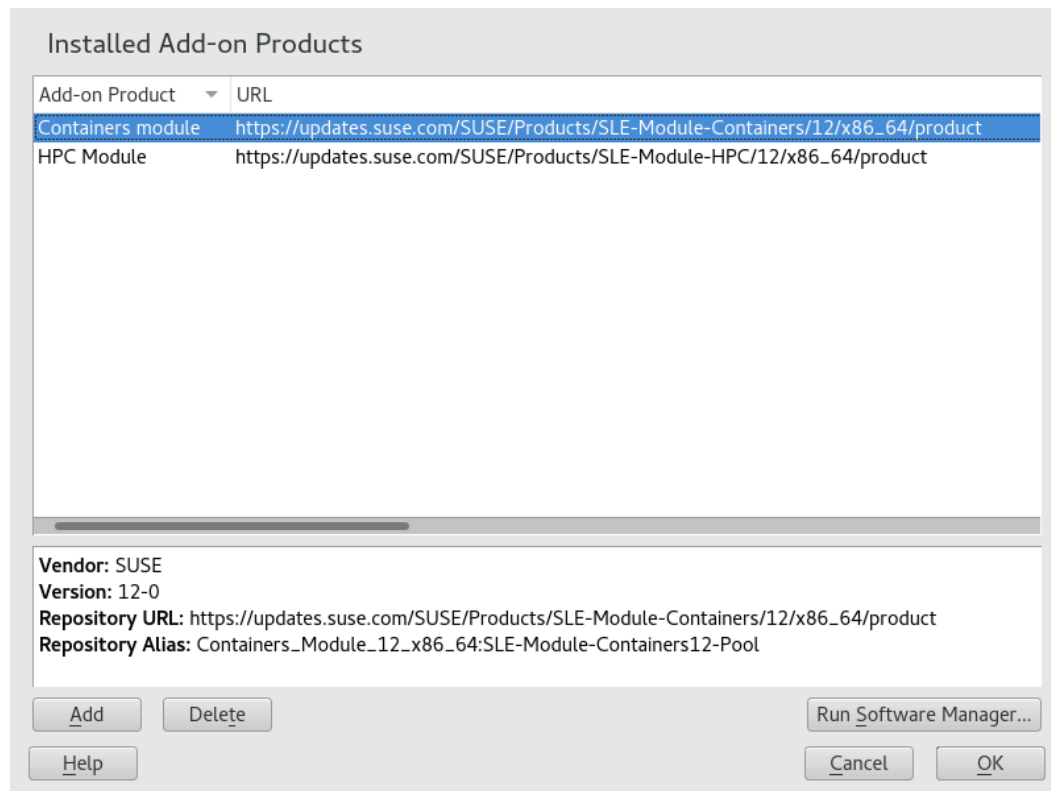 Installed Add-on Products
Add-on Product URL
Containers module https://updates.suse.com/SUSE/Products/SLE-Module-Containers/12/x86_64/product
HPC Module https://updates.suse.com/SUSE/Products/SLE-Module-HPC/12/x86_64/product
Vendor: SUSE
Version: 12-0
Repository URL: https://updates.suse.com/SUSE/Products/SLE-Module-Containers/12/x86_64/product
Repository Alias: Containers_Module_12_x86_64:SLE-Module-Containers12-Pool
Add Delete Run Software Manager...
Help Cancel OK